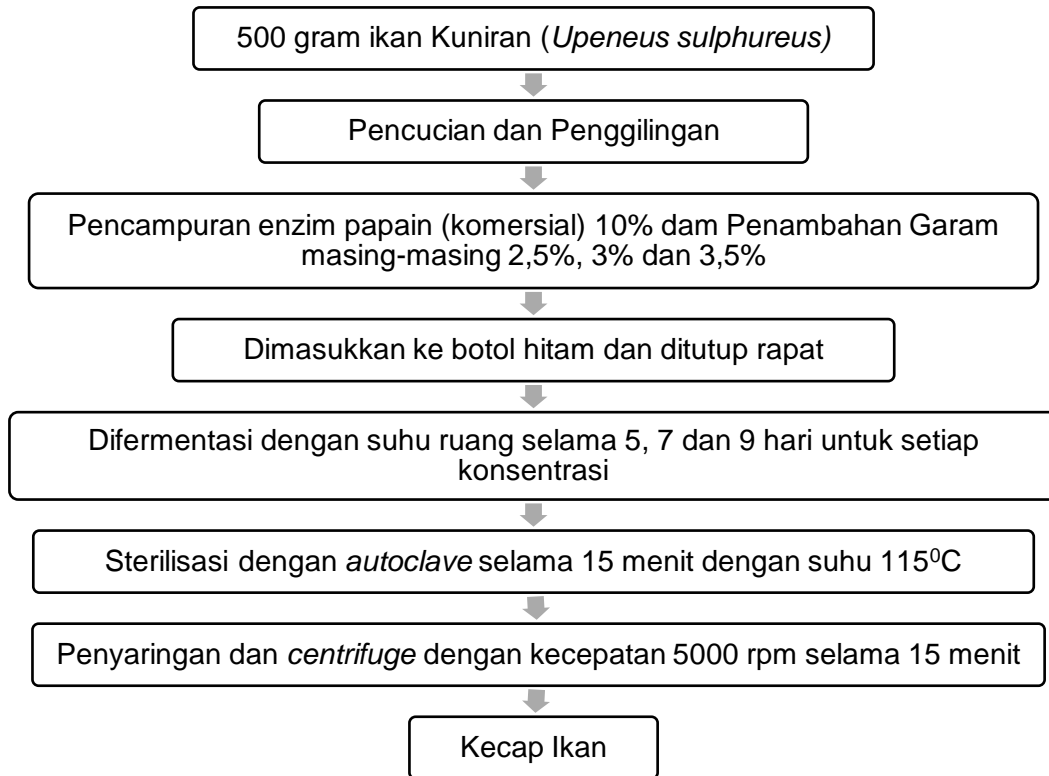 500 gram ikan Kuniran (Upeneus sulphureus)
Pencucian dan Penggilingan
Pencampuran enzim papain (komersial) 10% dam Penambahan Garam
masing-masing 2,5%, 3% dan 3,5%
Dimasukkan ke botol hitam dan ditutup rapat
Difermentasi dengan suhu ruang selama 5, 7 dan 9 hari untuk setiap
konsentrasi
Sterilisasi dengan autoclave selama 15 menit dengan suhu 115⁰C
Penyaringan dan centrifuge dengan kecepatan 5000 rpm selama 15 menit
Kecap Ikan